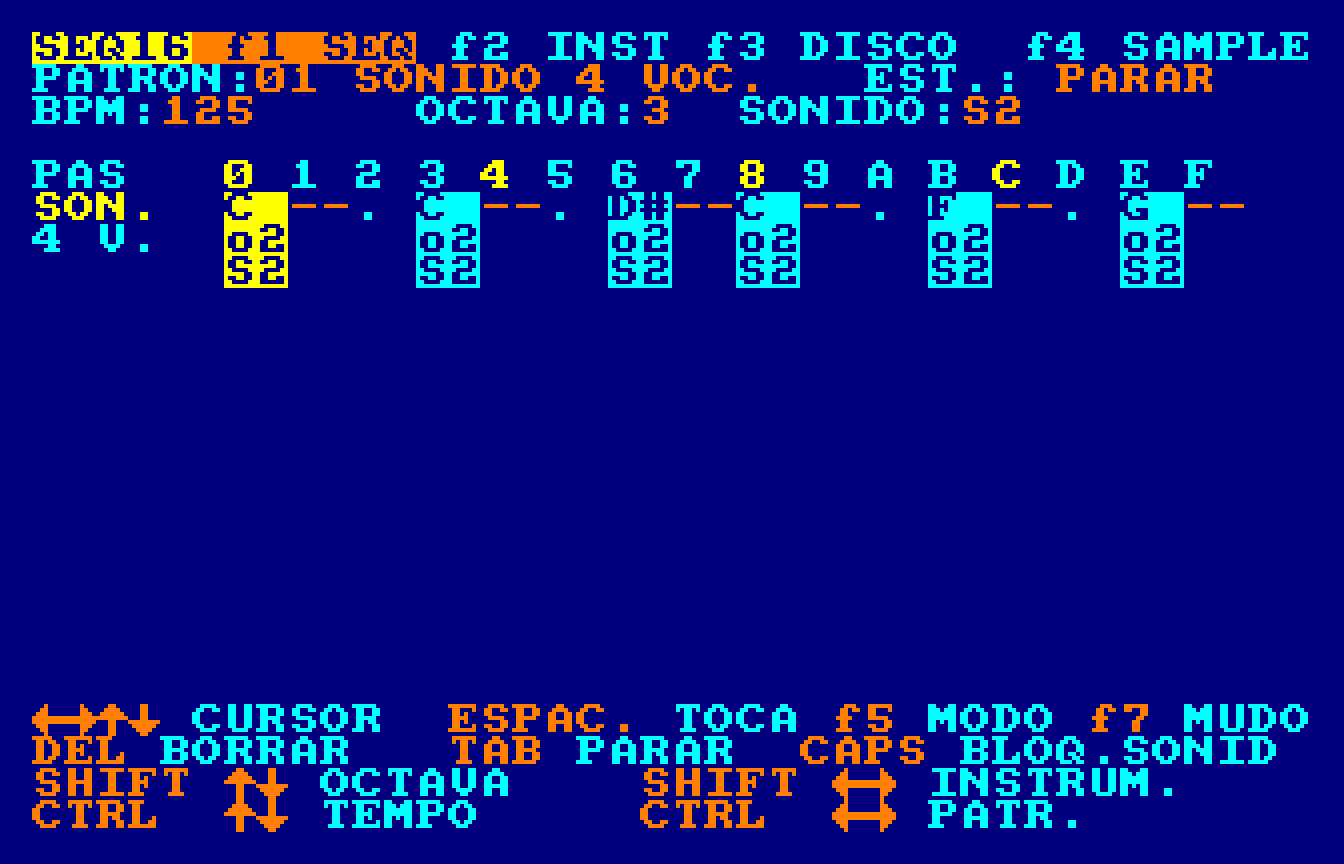 SEQ16 f1 SEQ f2 INST f3 DISCO f4 SAMPLE
PATRON:01 SONIDO 4 VOC. EST.: PARAR
BPM:125 OCTAVA:3 SONIDO:S2
PAS 0 1 2 3 4 5 6 7 8 9 A B C D E F
SON. C --. C --. D#--C --. F --. G --
4 V. o2 o2 o2 o2 o2 o2
S2 S2 S2 S2 S2 S2
↔↑↓ CURSOR ESPAC. TOCA f5 MODO f7 MUDO
DEL BORRAR TAB PARAR CAPS BLOQ.SONID
SHIFT ↑↓ OCTAVA SHIFT ↔ INSTRUM.
CTRL ↑↓ TEMPO CTRL ↔ PATR.